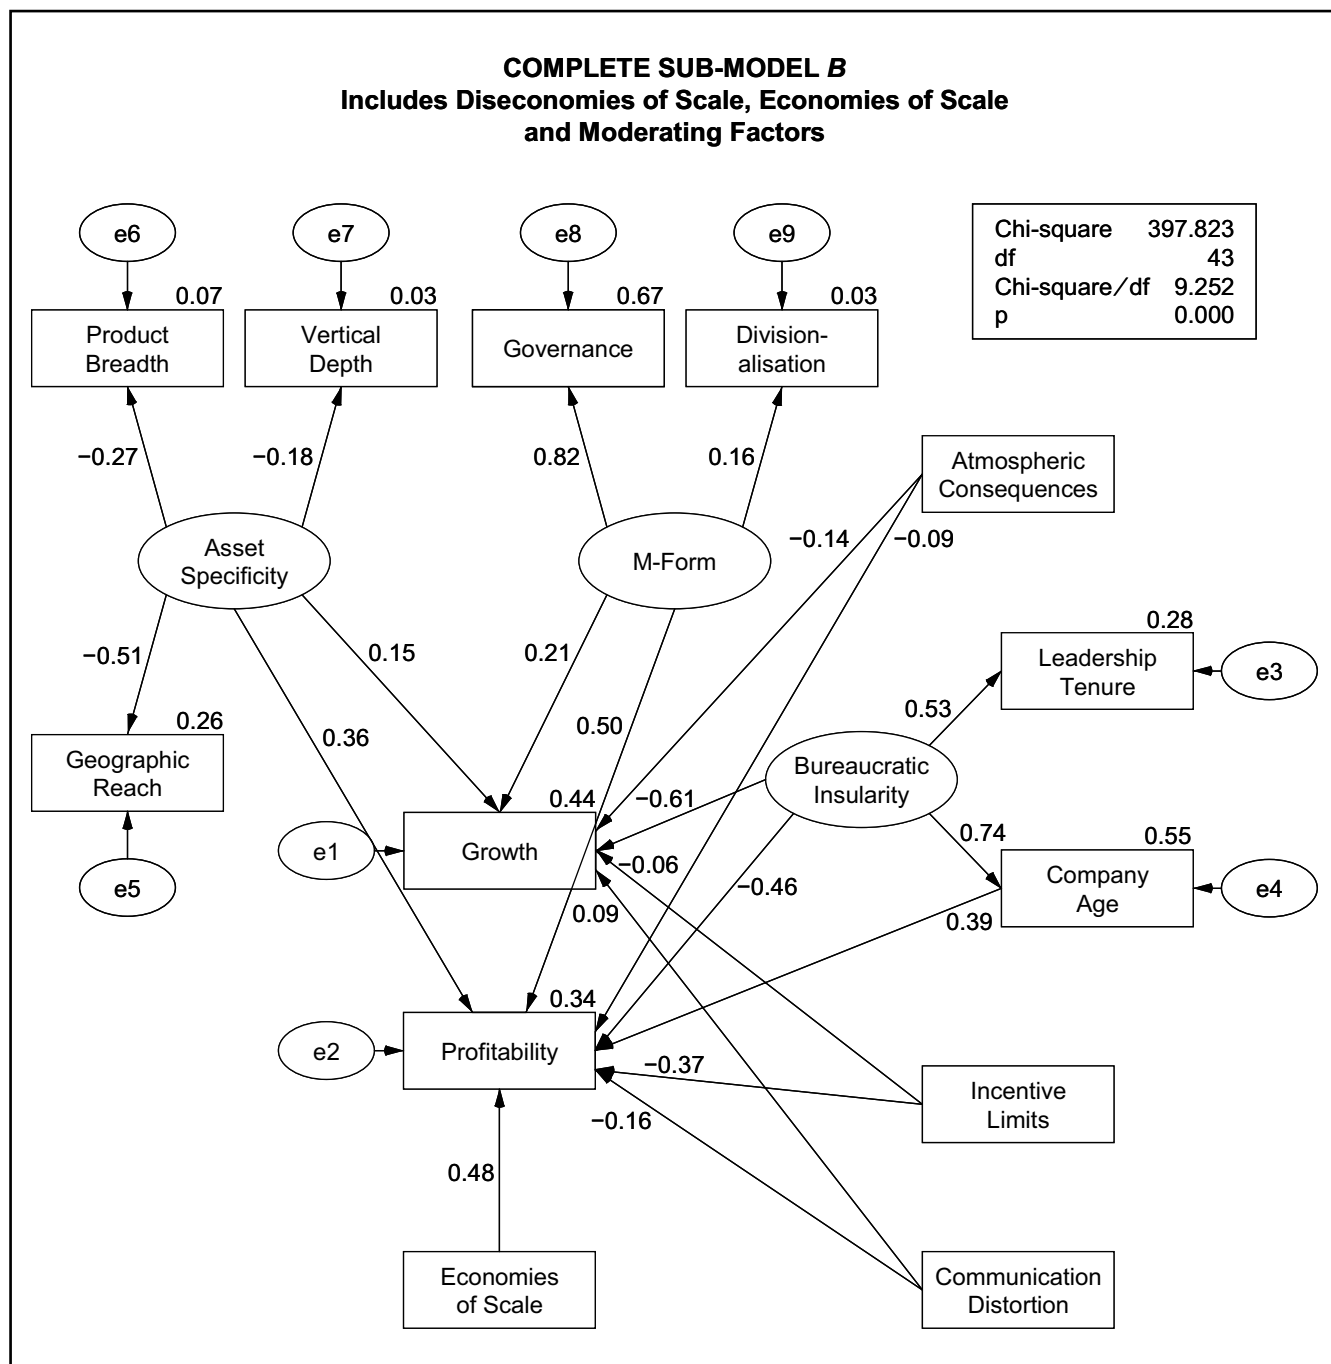 COMPLETE SUB-MODEL B
Includes Diseconomies of Scale, Economies of Scale
and Moderating Factors
e6
e7
e8
e9
Chi-square 397.823
df 43
Chi-square/df 9.252
p 0.000
0.07
0.03
0.67
0.03
Product
Breadth
Vertical
Depth
Governance
Division-
alisation
−0.27
−0.18
0.82
0.16
Atmospheric
Consequences
Asset
Specificity
M-Form
−0.14
−0.09
−0.51
0.15
0.21
0.28
Leadership
Tenure
e3
0.26
0.36
0.50
0.53
Geographic
Reach
Bureaucratic
Insularity
0.44
−0.61
0.74
0.55
e1
Growth
−0.06
−0.46
Company
Age
e4
e5
0.09
0.39
0.34
e2
Profitability
−0.37
Incentive
Limits
−0.16
0.48
Economies
of Scale
Communication
Distortion